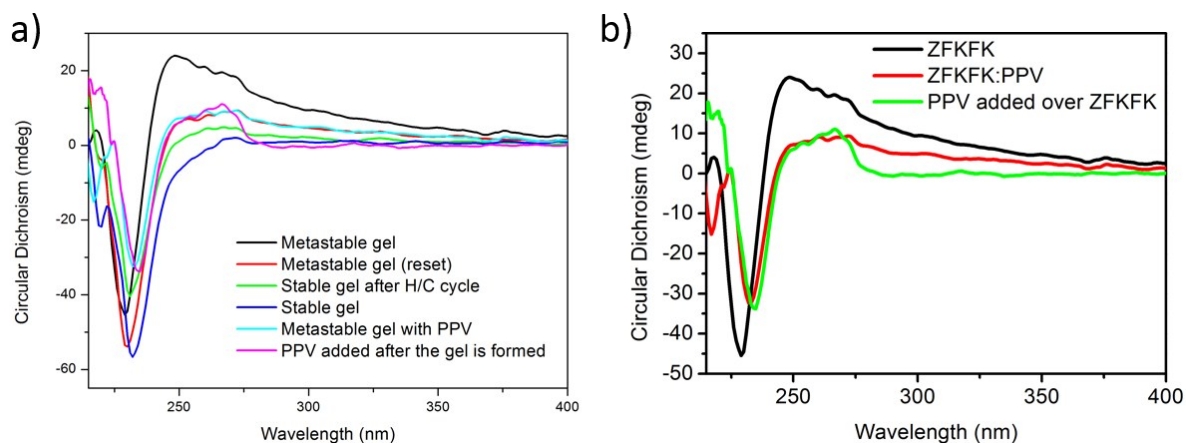 a)
20
0
-20
-40
-60
Circular Dichroism (mdeg)
Metastable gel
Metastable gel (reset)
Stable gel after H/C cycle
Stable gel
Metastable gel with PPV
PPV added after the gel is formed
250
300
350
400
Wavelength (nm)
b)
30
20
10
0
-10
-20
-30
-40
-50
Circular Dichroism (mdeg)
ZFKFK
ZFKFK:PPV
PPV added over ZFKFK
250
300
350
400
Wavelength (nm)